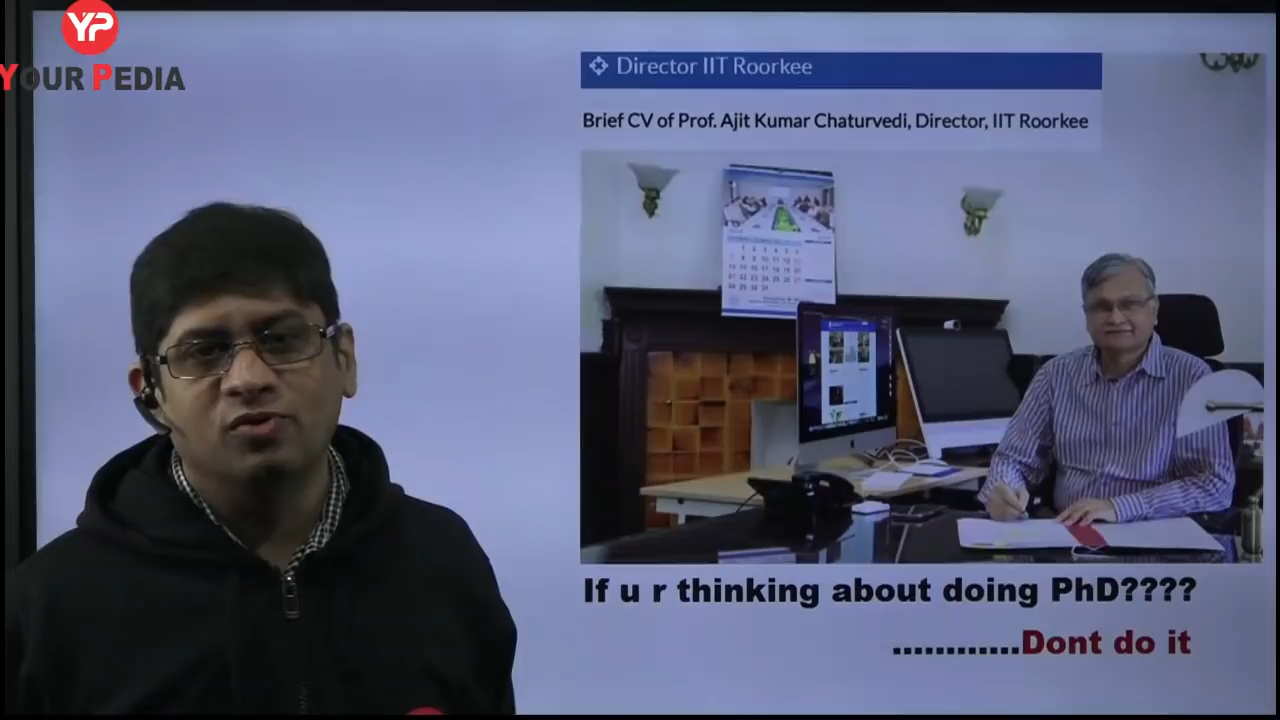 YP
YOUR PEDIA
Director IIT Roorkee
Brief CV of Prof. Ajit Kumar Chaturvedi, Director, IIT Roorkee
If u r thinking about doing PhD????
............Dont do it